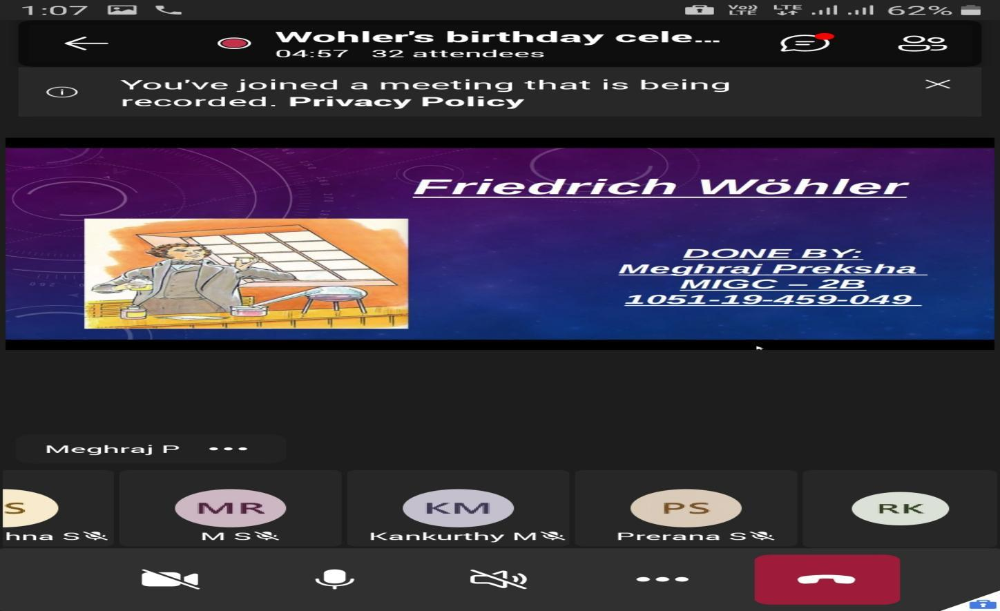 1:07
Vo))
LTE
LTE
62%
Wohler's birthday cele...
04:57 32 attendees
You've joined a meeting that is being
recorded. Privacy Policy
Friedrich Wöhler
DONE BY:
Meghraj Preksha
MIGC – 2B
1051-19-459-049
Meghraj P
S
MR
KM
PS
RK
hna S
M S
Kankurthy M
Prerana S